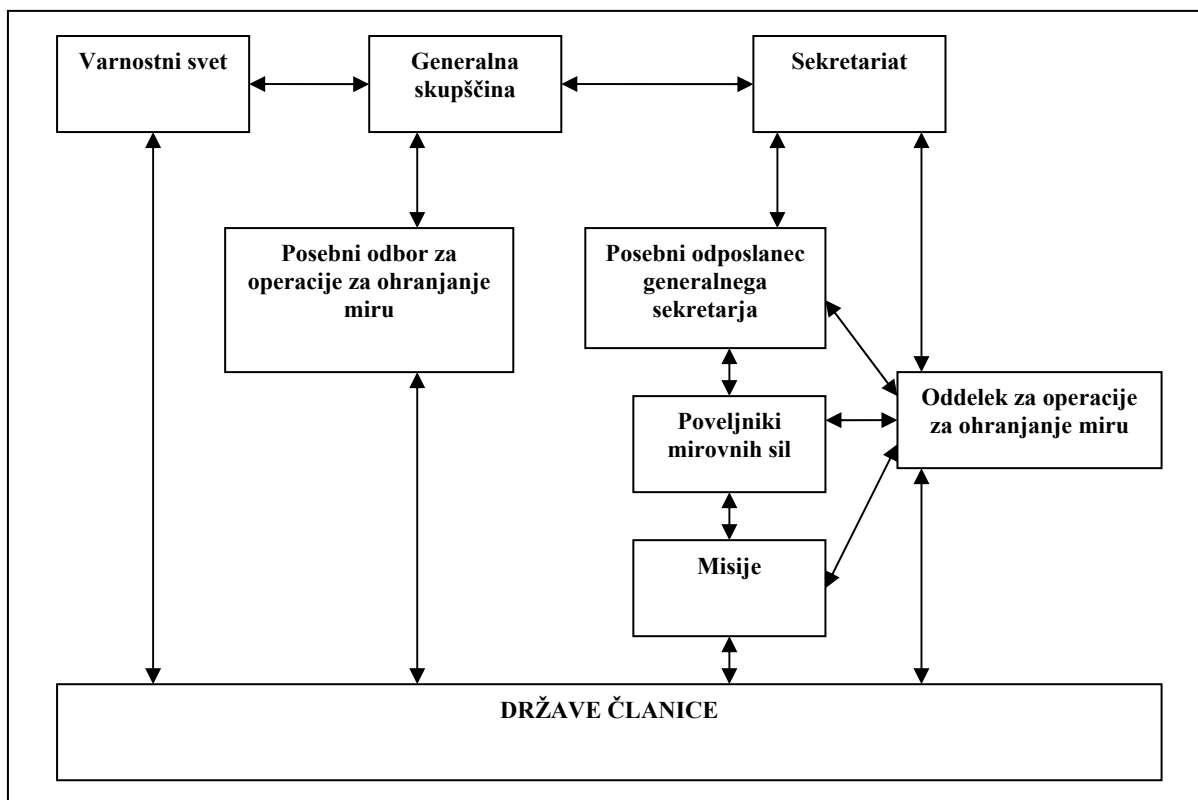 Varnostni svet
Generalna
skupščina
Sekretariat
Posebni odbor za
operacije za ohranjanje
miru
Posebni odposlanec
generalnega
sekretarja
Oddelek za operacije
za ohranjanje miru
Poveljniki
mirovnih sil
Misije
DRŽAVE ČLANICE